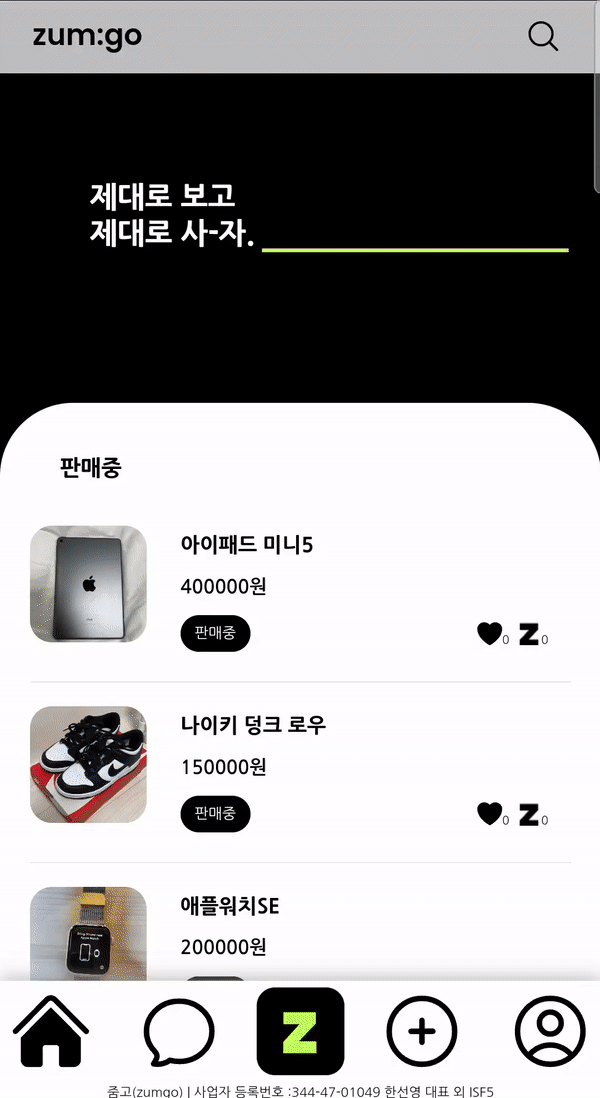 zum:go
제대로 보고
제대로 사-자.
판매중
아이패드 미니5
400000원
판매중
0
Z 0
나이키 덩크 로우
150000원
판매중
0
Z 0
애플워치SE
200000원
Z
줌고(zumgo) | 사업자 등록번호 :344-47-01049 한선영 대표 외 ISF5